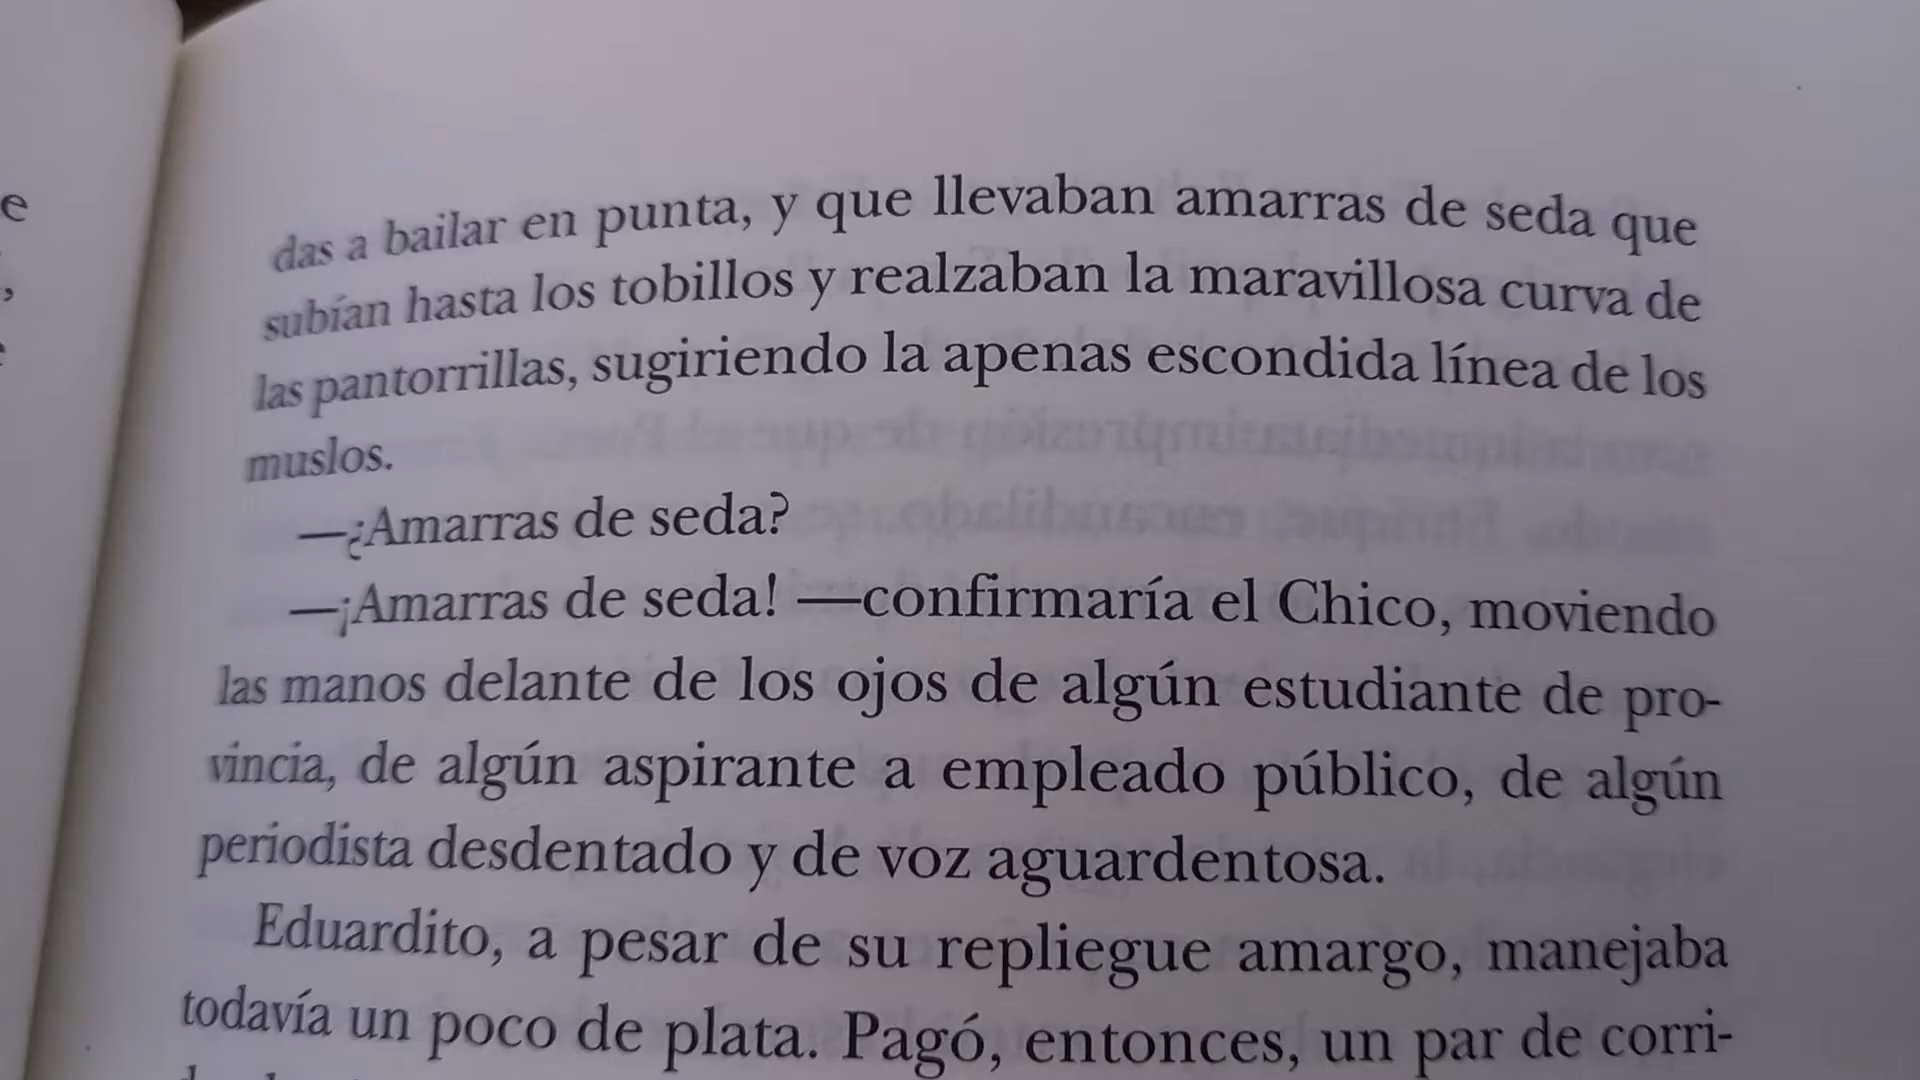 das a bailar en punta, y que llevaban amarras de seda que
subían hasta los tobillos y realzaban la maravillosa curva de
las pantorrillas, sugiriendo la apenas escondida línea de los
muslos.
—¿Amarras de seda?
—¡Amarras de seda! —confirmaría el Chico, moviendo
las manos delante de los ojos de algún estudiante de pro-
vincia, de algún aspirante a empleado público, de algún
periodista desdentado y de voz aguardentosa.
Eduardito, a pesar de su repliegue amargo, manejaba
todavía un poco de plata. Pagó, entonces, un par de corri-